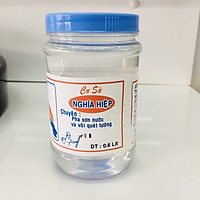 Cơ Sở
NGHĨA HIỆP
Chuyên :
Pha sơn nước
và vôi quét tường
DT : 0.6 Lít